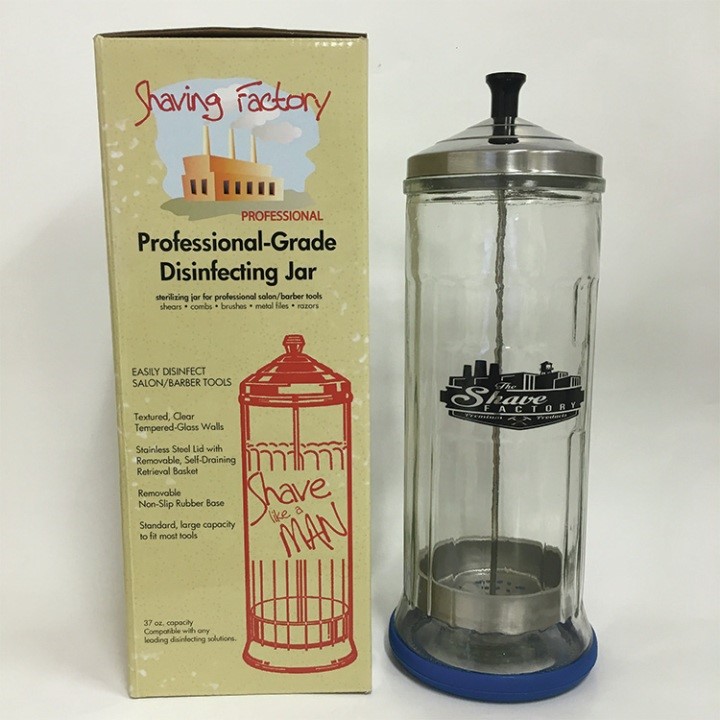 Shaving Factory
PROFESSIONAL
Professional-Grade
Disinfecting Jar
sterilizing jar for professional salon/barber tools
shears • combs • brushes • metal files • razors
EASILY DISINFECT
SALON/BARBER TOOLS
Textured, Clear
Tempered-Glass Walls
Stainless Steel Lid with
Removable, Self-Draining
Retrieval Basket
Removable
Non-Slip Rubber Base
Standard, large capacity
to fit most tools
37 oz. capacity
Compatible with any
leading disinfecting solutions.
Shave
like a
MAN
The
Shave
FACTORY
Premium Products